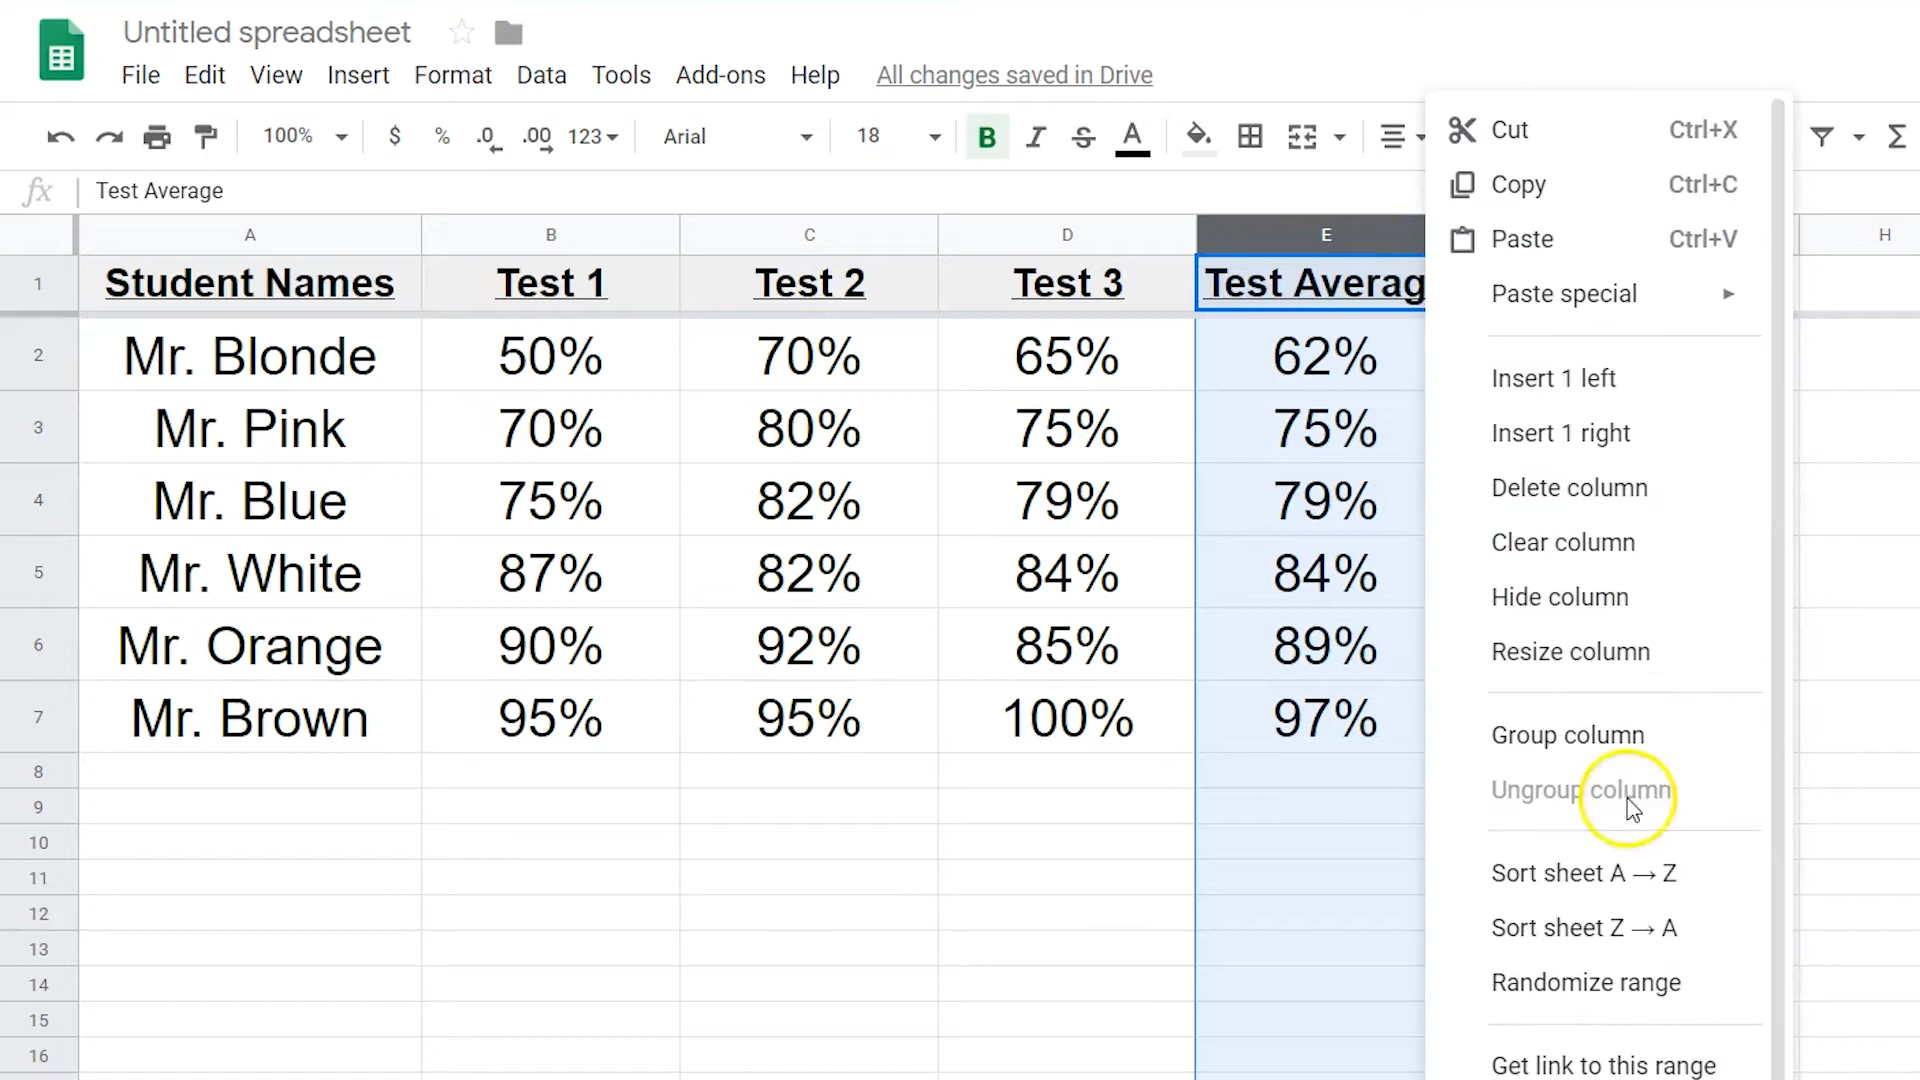 Untitled spreadsheet
File Edit View Insert Format Data Tools Add-ons Help All changes saved in Drive
100% $ % .0 .00 123 Arial 18 B I S A Σ
fx Test Average
A B C D E H
1 Student Names Test 1 Test 2 Test 3 Test Averag
2 Mr. Blonde 50% 70% 65% 62%
3 Mr. Pink 70% 80% 75% 75%
4 Mr. Blue 75% 82% 79% 79%
5 Mr. White 87% 82% 84% 84%
6 Mr. Orange 90% 92% 85% 89%
7 Mr. Brown 95% 95% 100% 97%
8
9
10
11
12
13
14
15
16
Cut Ctrl+X
Copy Ctrl+C
Paste Ctrl+V
Paste special
Insert 1 left
Insert 1 right
Delete column
Clear column
Hide column
Resize column
Group column
Ungroup column
Sort sheet A → Z
Sort sheet Z → A
Randomize range
Get link to this range